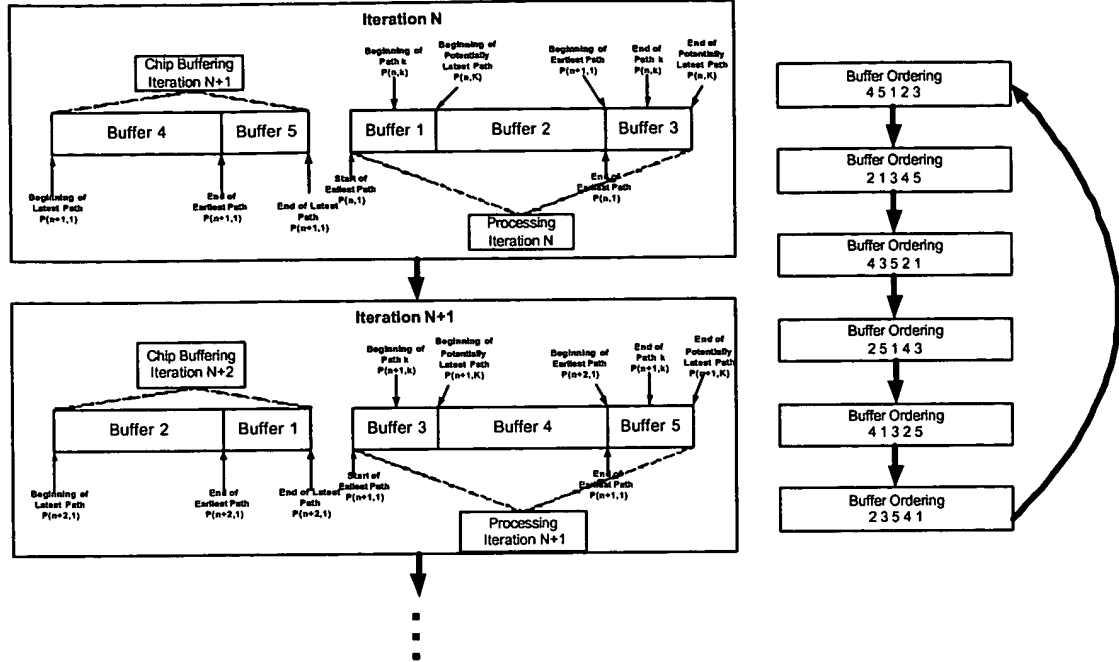 Iteration N
Chip Buffering
Iteration N+1
Beginning of
Path k
P(n,k)
Beginning of
Potentially
Latest Path
P(n,K)
Beginning of
Earliest Path
P(n+1,1)
End of
Path k
P(n,k)
End of
Potentially
Latest Path
P(n,K)
Buffer 4
Buffer 5
Buffer 1
Buffer 2
Buffer 3
Beginning of
Latest Path
P(n+1,1)
End of
Earliest Path
P(n+1,1)
End of Latest
Path
P(n+1,1)
Start of
Earliest Path
P(n,1)
End of
Earliest Path
P(n,1)
Processing
Iteration N
Iteration N+1
Chip Buffering
Iteration N+2
Beginning of
Path k
P(n+1,k)
Beginning of
Potentially
Latest Path
P(n+1,K)
Beginning of
Earliest Path
P(n+2,1)
End of
Path k
P(n+1,k)
End of
Potentially
Latest Path
P(n+1,K)
Buffer 2
Buffer 1
Buffer 3
Buffer 4
Buffer 5
Beginning of
Latest Path
P(n+2,1)
End of
Earliest Path
P(n+2,1)
End of Latest
Path
P(n+2,1)
Start of
Earliest Path
P(n+1,1)
End of
Earliest Path
P(n+1,1)
Processing
Iteration N+1
Buffer Ordering
4 5 1 2 3
Buffer Ordering
2 1 3 4 5
Buffer Ordering
4 3 5 2 1
Buffer Ordering
2 5 1 4 3
Buffer Ordering
4 1 3 2 5
Buffer Ordering
2 3 5 4 1